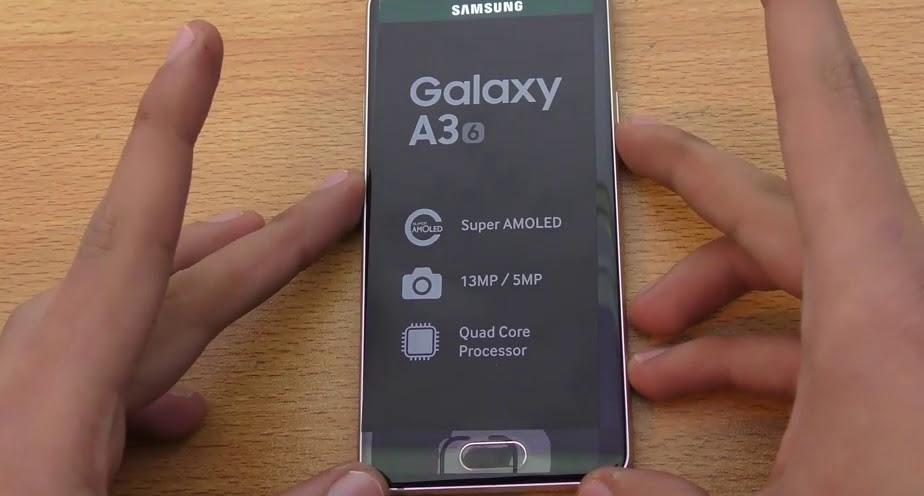 SAMSUNG
Galaxy
A3 6
SUPER
AMOLED
Super AMOLED
13MP / 5MP
Quad Core
Processor